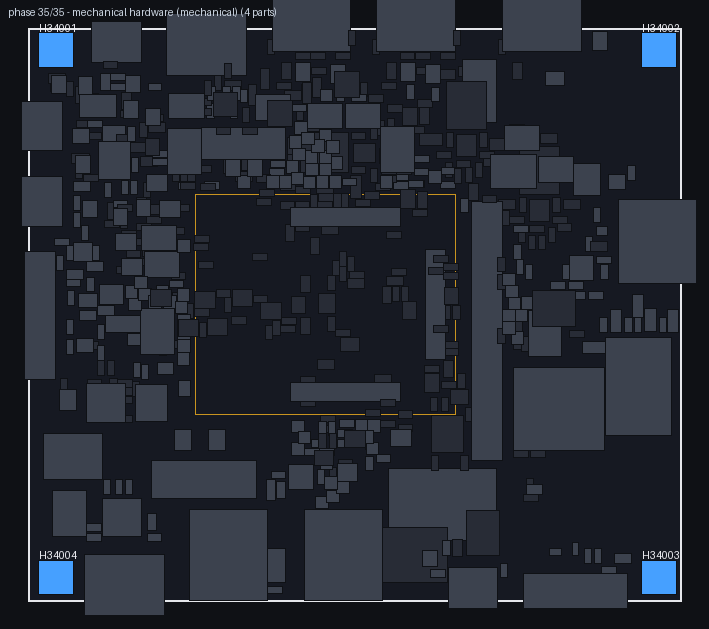 phase 35/35 - mechanical hardware (mechanical) (4 parts)
H34001
H34002
H34004
H34003